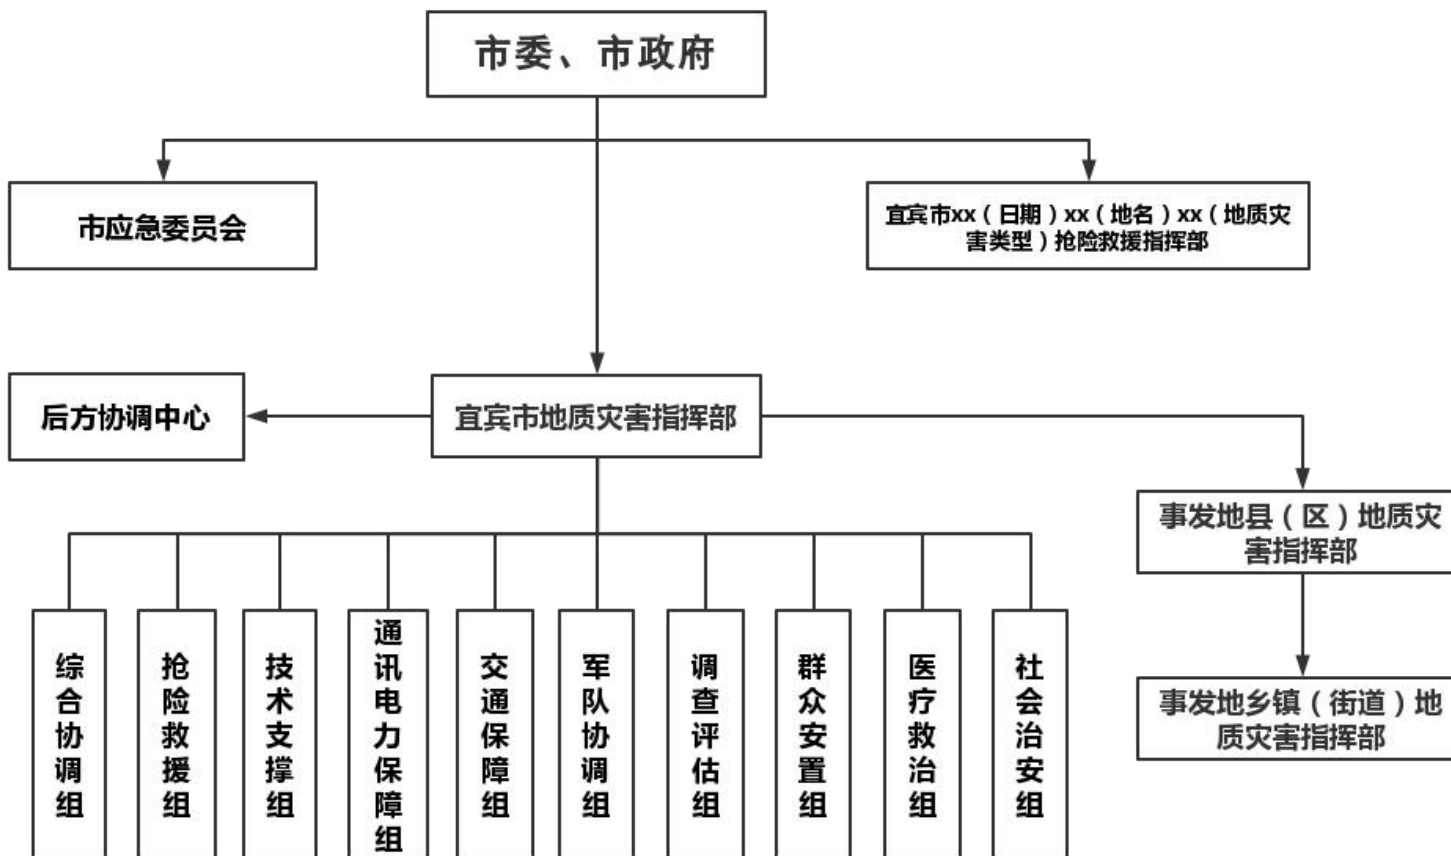 市委、市政府
市应急委员会
宜宾市xx（日期）xx（地名）xx（地质灾
害类型）抢险救援指挥部
后方协调中心
宜宾市地质灾害指挥部
事发地县（区）地质灾
害指挥部
事发地乡镇（街道）地
质灾害指挥部
综合协调组
抢险救援组
技术支撑组
通讯电力保障组
交通保障组
军队协调组
调查评估组
群众安置组
医疗救治组
社会治安组